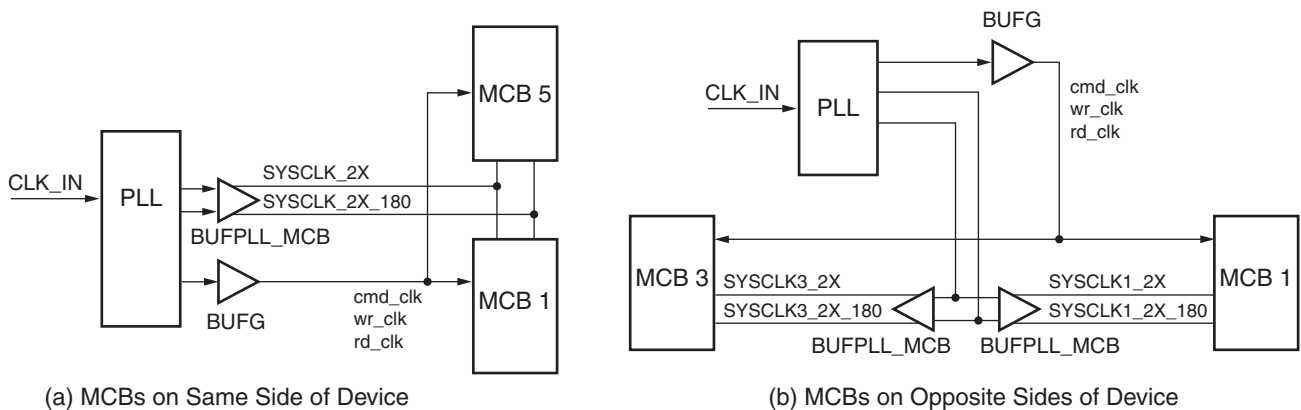 CLK_IN
PLL
SYSCLK_2X
SYSCLK_2X_180
BUFPLL_MCB
BUFG
cmd_clk
wr_clk
rd_clk
MCB 5
MCB 1
(a) MCBs on Same Side of Device
BUFG
CLK_IN
PLL
cmd_clk
wr_clk
rd_clk
MCB 3
SYSCLK3_2X
SYSCLK3_2X_180
BUFPLL_MCB
SYSCLK1_2X
SYSCLK1_2X_180
BUFPLL_MCB
MCB 1
(b) MCBs on Opposite Sides of Device